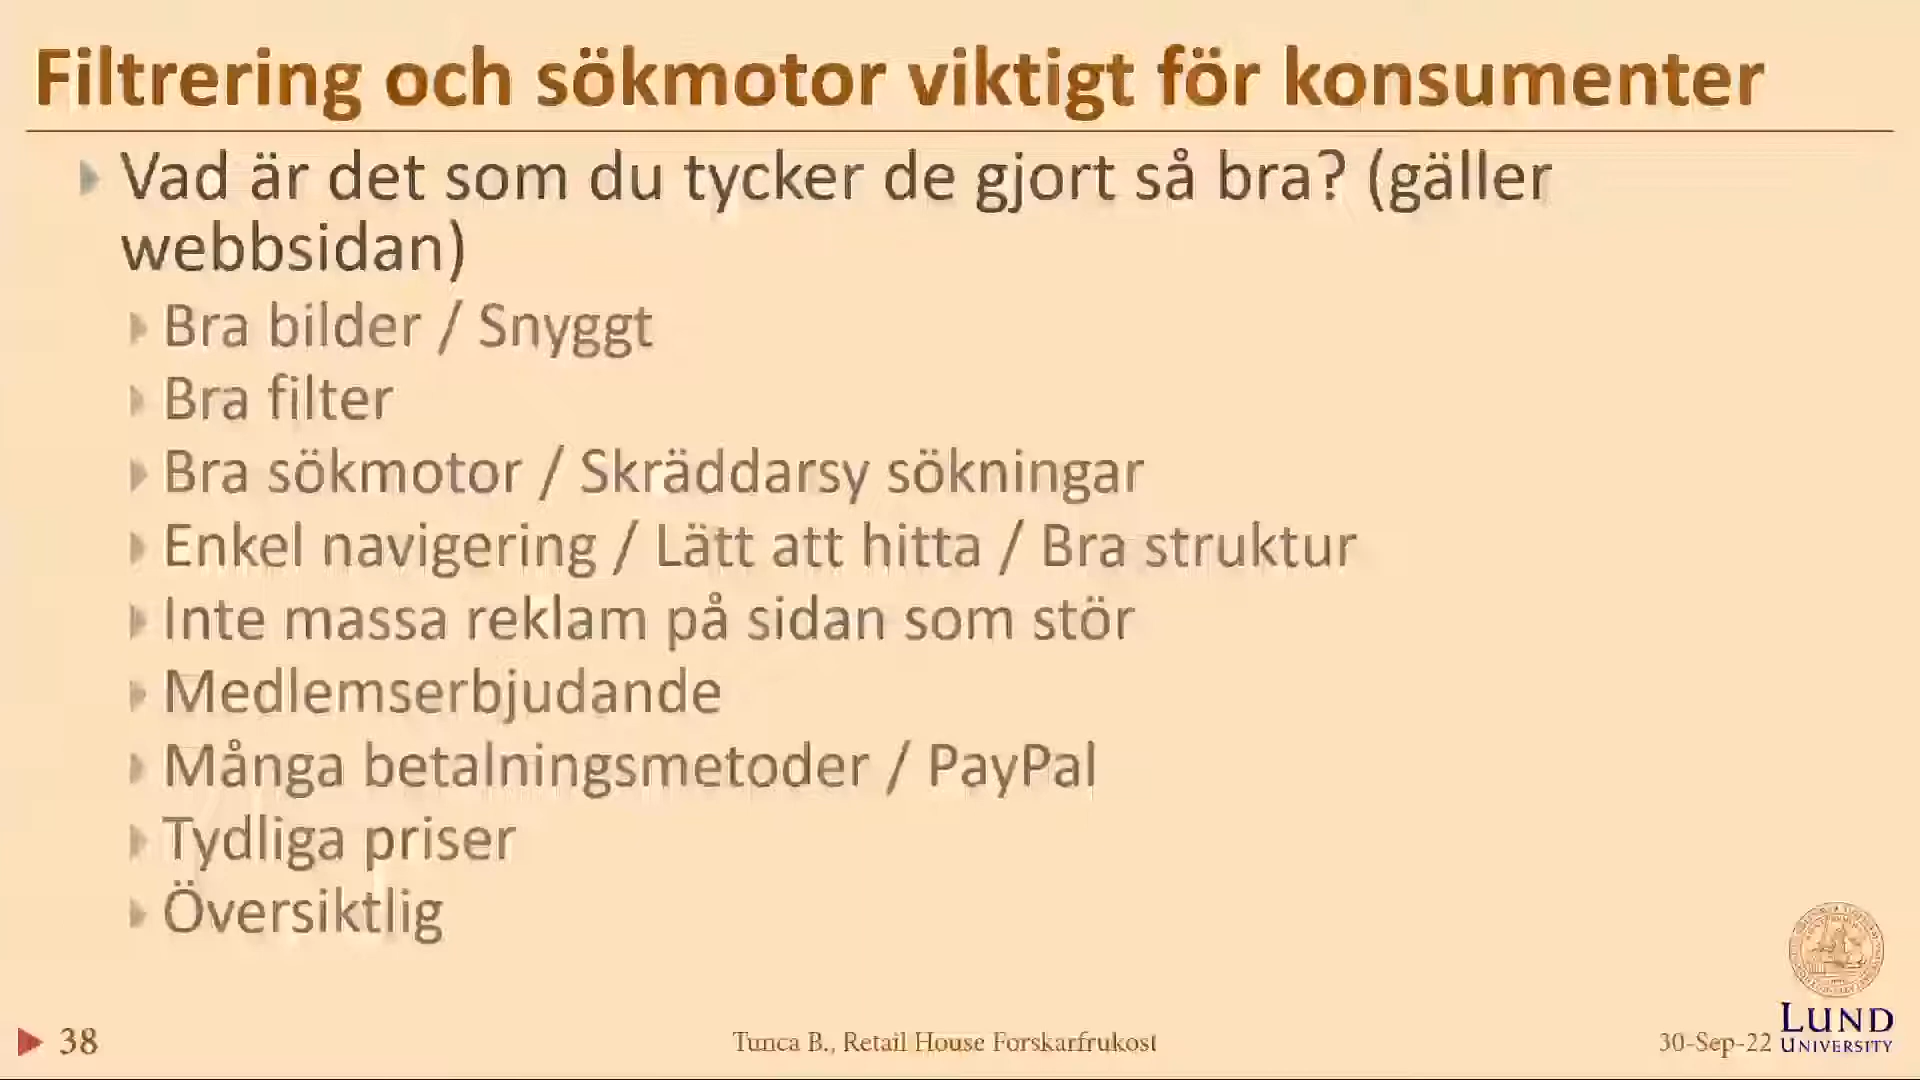 Filtrering och sökmotor viktigt för konsumenter
Vad är det som du tycker de gjort så bra? (gäller
webbsidan)
Bra bilder / Snyggt
Bra filter
Bra sökmotor / Skräddarsy sökningar
Enkel navigering / Lätt att hitta / Bra struktur
Inte massa reklam på sidan som stör
Medlemserbjudande
Många betalningsmetoder / PayPal
Tydliga priser
Översiktlig
38
Tunca B., Retail House Forskarfrukost
30-Sep-22
LUND
UNIVERSITY